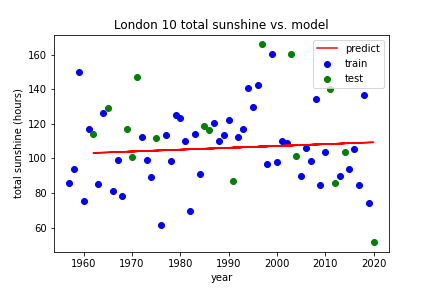 London 10 total sunshine vs. model
predict
train
test
total sunshine (hours)
160
140
120
100
80
60
1960
1970
1980
1990
2000
2010
2020
year